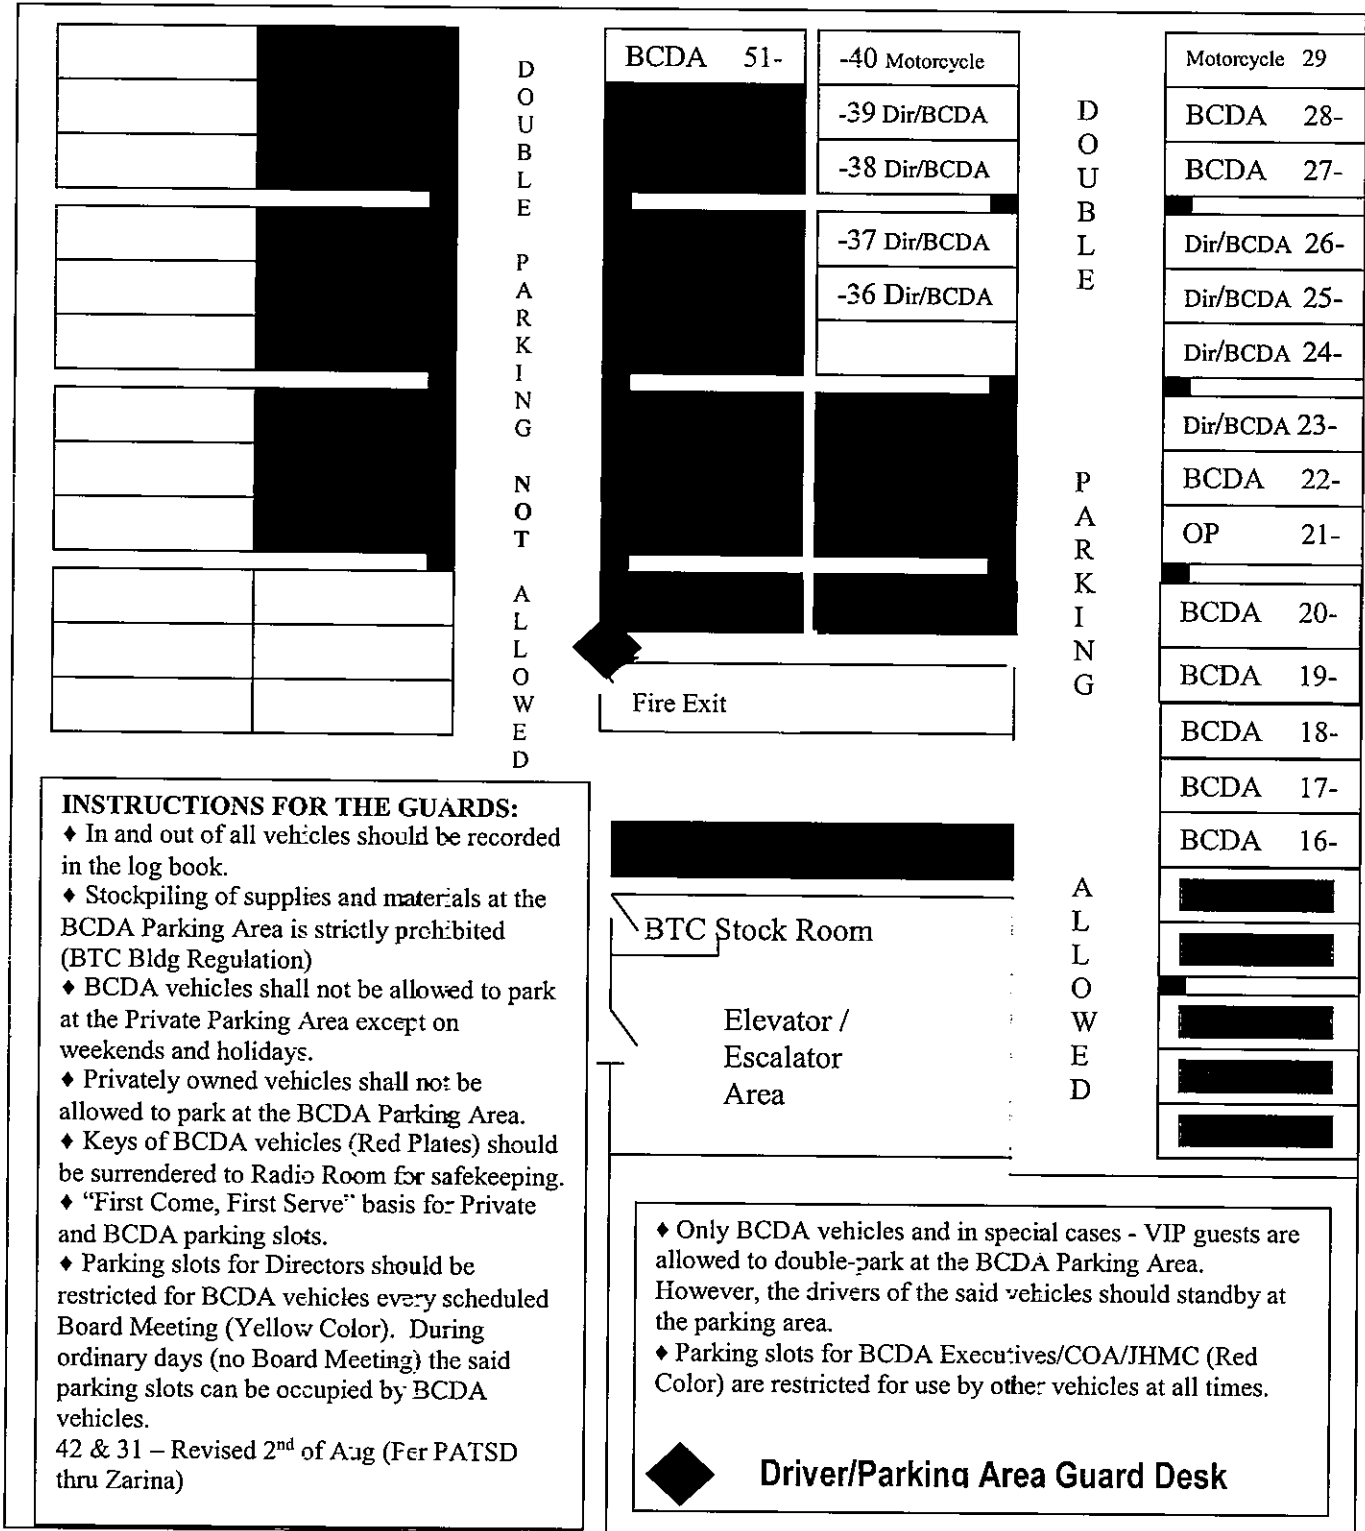 DOUBLE PARKING NOT ALLOWED
BCDA 51-
-40 Motorcycle
-39 Dir/BCDA
-38 Dir/BCDA
-37 Dir/BCDA
-36 Dir/BCDA
DOUBLE PARKING ALLOWED
Motorcycle 29
BCDA 28-
BCDA 27-
Dir/BCDA 26-
Dir/BCDA 25-
Dir/BCDA 24-
Dir/BCDA 23-
BCDA 22-
OP 21-
BCDA 20-
BCDA 19-
BCDA 18-
BCDA 17-
BCDA 16-
Fire Exit
BTC Stock Room
Elevator /
Escalator
Area
INSTRUCTIONS FOR THE GUARDS:
♦ In and out of all vehicles should be recorded
in the log book.
♦ Stockpiling of supplies and materials at the
BCDA Parking Area is strictly prohibited
(BTC Bldg Regulation)
♦ BCDA vehicles shall not be allowed to park
at the Private Parking Area except on
weekends and holidays.
♦ Privately owned vehicles shall not be
allowed to park at the BCDA Parking Area.
♦ Keys of BCDA vehicles (Red Plates) should
be surrendered to Radio Room for safekeeping.
♦ "First Come, First Serve" basis for Private
and BCDA parking slots.
♦ Parking slots for Directors should be
restricted for BCDA vehicles every scheduled
Board Meeting (Yellow Color). During
ordinary days (no Board Meeting) the said
parking slots can be occupied by BCDA
vehicles.
42 & 31 – Revised 2nd of Aug (Per PATSD
thru Zarina)
♦ Only BCDA vehicles and in special cases - VIP guests are
allowed to double-park at the BCDA Parking Area.
However, the drivers of the said vehicles should standby at
the parking area.
♦ Parking slots for BCDA Executives/COA/JHMC (Red
Color) are restricted for use by other vehicles at all times.
Driver/Parking Area Guard Desk